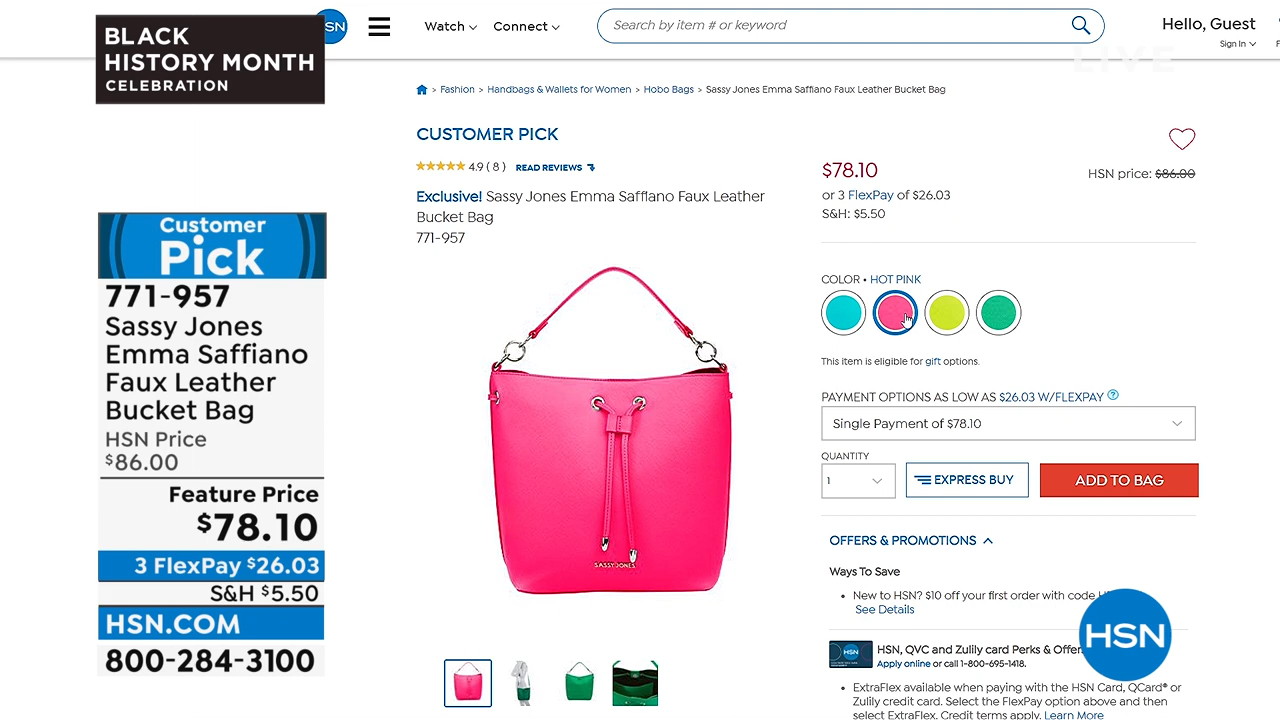 BLACK
HISTORY MONTH
CELEBRATION
SN
Watch
Connect
Search by item # or keyword
Hello, Guest
Sign In
F
LIVE
> Fashion > Handbags & Wallets for Women > Hobo Bags > Sassy Jones Emma Saffiano Faux Leather Bucket Bag
CUSTOMER PICK
4.9 ( 8 ) READ REVIEWS
Exclusive! Sassy Jones Emma Saffiano Faux Leather
Bucket Bag
771-957
$78.10
HSN price: $86.00
or 3 FlexPay of $26.03
S&H: $5.50
Customer
Pick
771-957
Sassy Jones
Emma Saffiano
Faux Leather
Bucket Bag
HSN Price
$86.00
Feature Price
$78.10
3 FlexPay $26.03
S&H $5.50
HSN.COM
800-284-3100
SASSY JONES
COLOR • HOT PINK
This item is eligible for gift options.
PAYMENT OPTIONS AS LOW AS $26.03 W/FLEXPAY ?
Single Payment of $78.10
QUANTITY
1
EXPRESS BUY
ADD TO BAG
OFFERS & PROMOTIONS
Ways To Save
• New to HSN? $10 off your first order with code H
See Details
HSN
HSN, QVC and Zulily card Perks & Offer
Apply online or call 1-800-695-1418.
• ExtraFlex available when paying with the HSN Card, QCard® or
Zulily credit card. Select the FlexPay option above and then
select ExtraFlex. Credit terms apply. Learn More
HSN